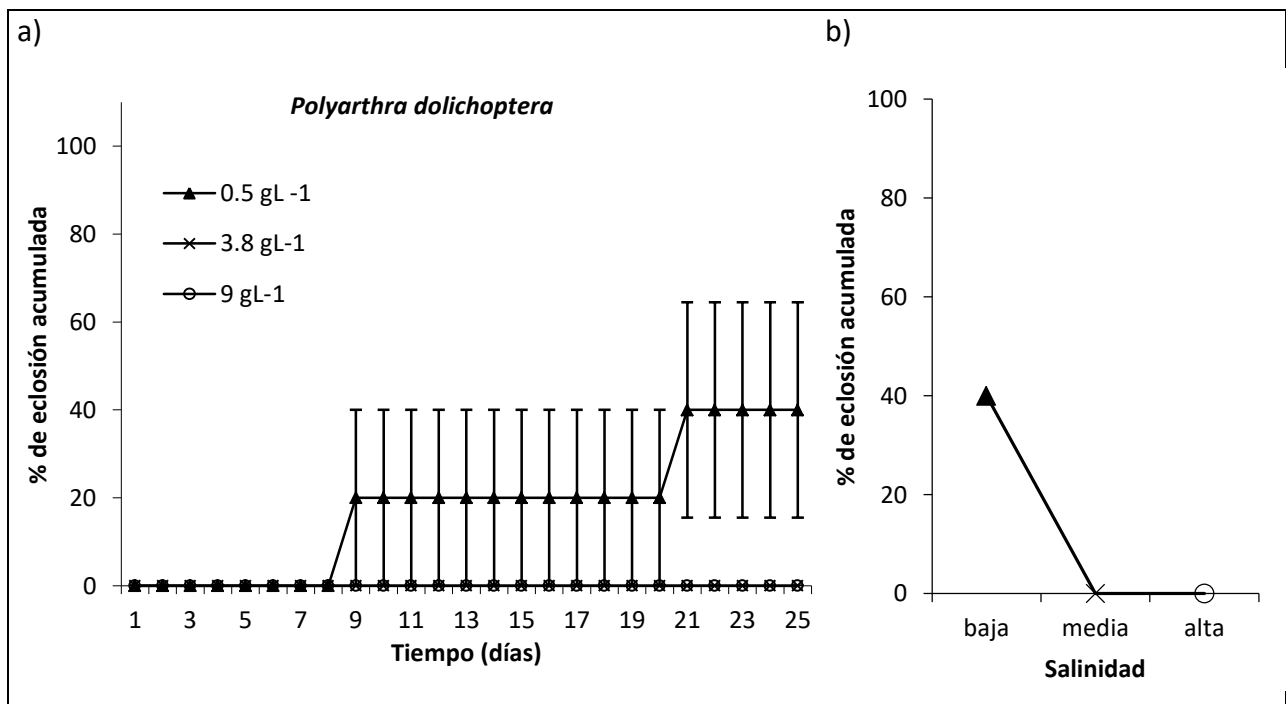 a)
Polyarthra dolichoptera
% de eclosión acumulada
100
80
60
40
20
0
0.5 gL -1
3.8 gL-1
9 gL-1
1 3 5 7 9 11 13 15 17 19 21 23 25
Tiempo (días)
b)
% de eclosión acumulada
100
80
60
40
20
0
baja media alta
Salinidad